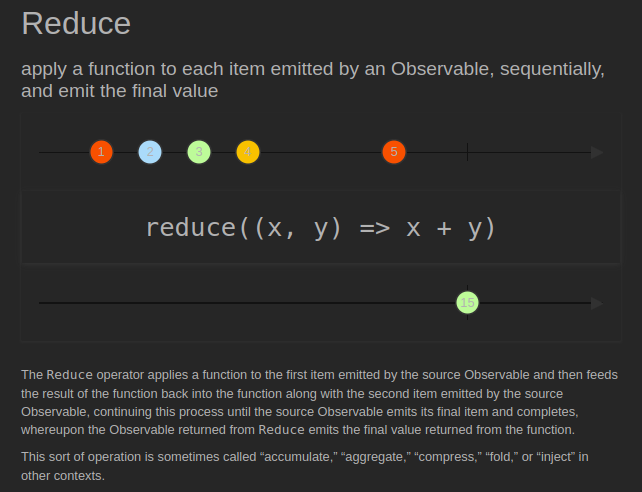 Reduce
apply a function to each item emitted by an Observable, sequentially,
and emit the final value
1 2 3 4 5
reduce((x, y) => x + y)
15
The Reduce operator applies a function to the first item emitted by the source Observable and then feeds
the result of the function back into the function along with the second item emitted by the source
Observable, continuing this process until the source Observable emits its final item and completes,
whereupon the Observable returned from Reduce emits the final value returned from the function.
This sort of operation is sometimes called “accumulate,” “aggregate,” “compress,” “fold,” or “inject” in
other contexts.